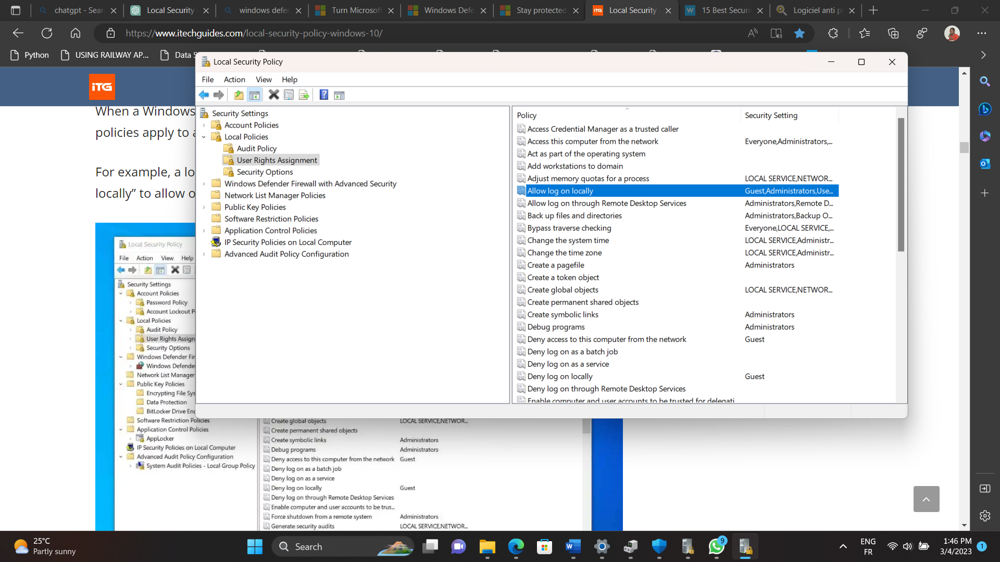 chatgpt - Sear
Local Security
windows defer
Turn Microsoft
Windows Defe
Stay protected
Local Security
15 Best Securi
Logiciel anti p
https://www.itechguides.com/local-security-policy-windows-10/
Python
USING RAILWAY AP...
Data S
iTG
When a Windows
policies apply to a
For example, a lo
locally” to allow o
Local Security Policy
File Action View Help
Security Settings
Account Policies
Local Policies
Audit Policy
User Rights Assignment
Security Options
Windows Defender Firewall with Advanced Security
Network List Manager Policies
Public Key Policies
Software Restriction Policies
Application Control Policies
IP Security Policies on Local Computer
Advanced Audit Policy Configuration
Policy Security Setting
Access Credential Manager as a trusted caller
Access this computer from the network Everyone,Administrators,...
Act as part of the operating system
Add workstations to domain
Adjust memory quotas for a process LOCAL SERVICE,NETWOR...
Allow log on locally Guest,Administrators,Use...
Allow log on through Remote Desktop Services Administrators,Remote D...
Back up files and directories Administrators,Backup O...
Bypass traverse checking Everyone,LOCAL SERVICE,...
Change the system time LOCAL SERVICE,Administr...
Change the time zone LOCAL SERVICE,Administr...
Create a pagefile Administrators
Create a token object
Create global objects LOCAL SERVICE,NETWOR...
Create permanent shared objects
Create symbolic links Administrators
Debug programs Administrators
Deny access to this computer from the network Guest
Deny log on as a batch job
Deny log on as a service
Deny log on locally Guest
Deny log on through Remote Desktop Services
Enable computer and user accounts to be trusted for delegati
Local Security Policy
File Action View Help
Security Settings
Account Policies
Password Policy
Account Lockout P
Local Policies
Audit Policy
User Rights Assign
Security Options
Windows Defender Fir
Windows Defende
Network List Manager
Public Key Policies
Encrypting File Sys
Data Protection
BitLocker Drive Enc
Software Restriction Policies
Application Control Policies
AppLocker
IP Security Policies on Local Computer
Advanced Audit Policy Configuration
System Audit Policies - Local Group Policy
Create global objects LOCAL SERVICE,NETWOR...
Create permanent shared objects
Create symbolic links Administrators
Debug programs Administrators
Deny access to this computer from the network Guest
Deny log on as a batch job
Deny log on as a service
Deny log on locally Guest
Deny log on through Remote Desktop Services
Enable computer and user accounts to be trus...
Force shutdown from a remote system Administrators
Generate security audits LOCAL SERVICE,NETWOR...
25°C
Partly sunny
Search
9
ENG
FR
1:46 PM
3/4/2023
1